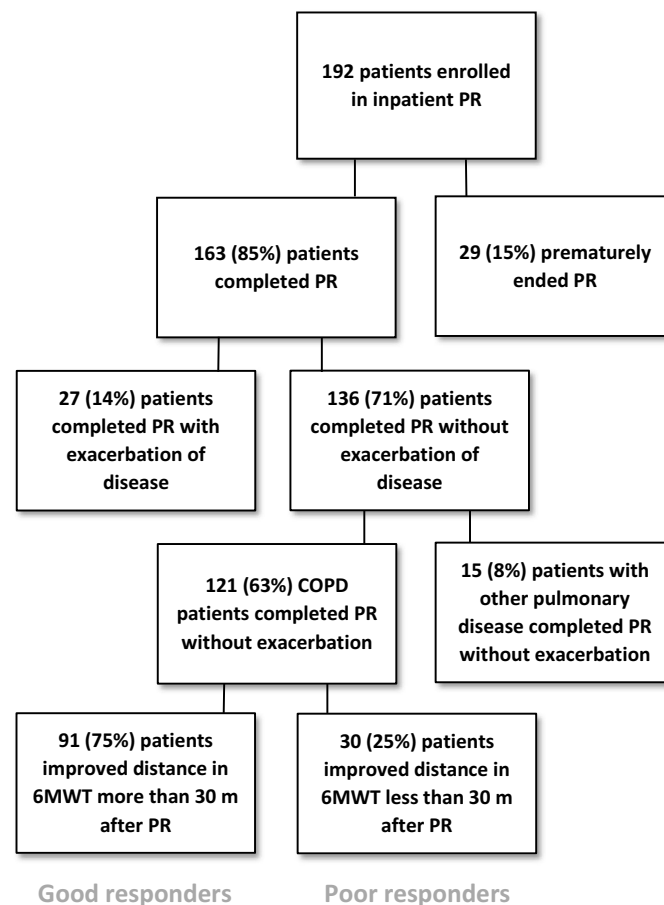 192 patients enrolled
in inpatient PR
163 (85%) patients
completed PR
29 (15%) prematurely
ended PR
27 (14%) patients
completed PR with
exacerbation of
disease
136 (71%) patients
completed PR without
exacerbation of
disease
121 (63%) COPD
patients completed PR
without exacerbation
15 (8%) patients with
other pulmonary
disease completed PR
without exacerbation
91 (75%) patients
improved distance in
6MWT more than 30 m
after PR
30 (25%) patients
improved distance in
6MWT less than 30 m
after PR
Good responders
Poor responders